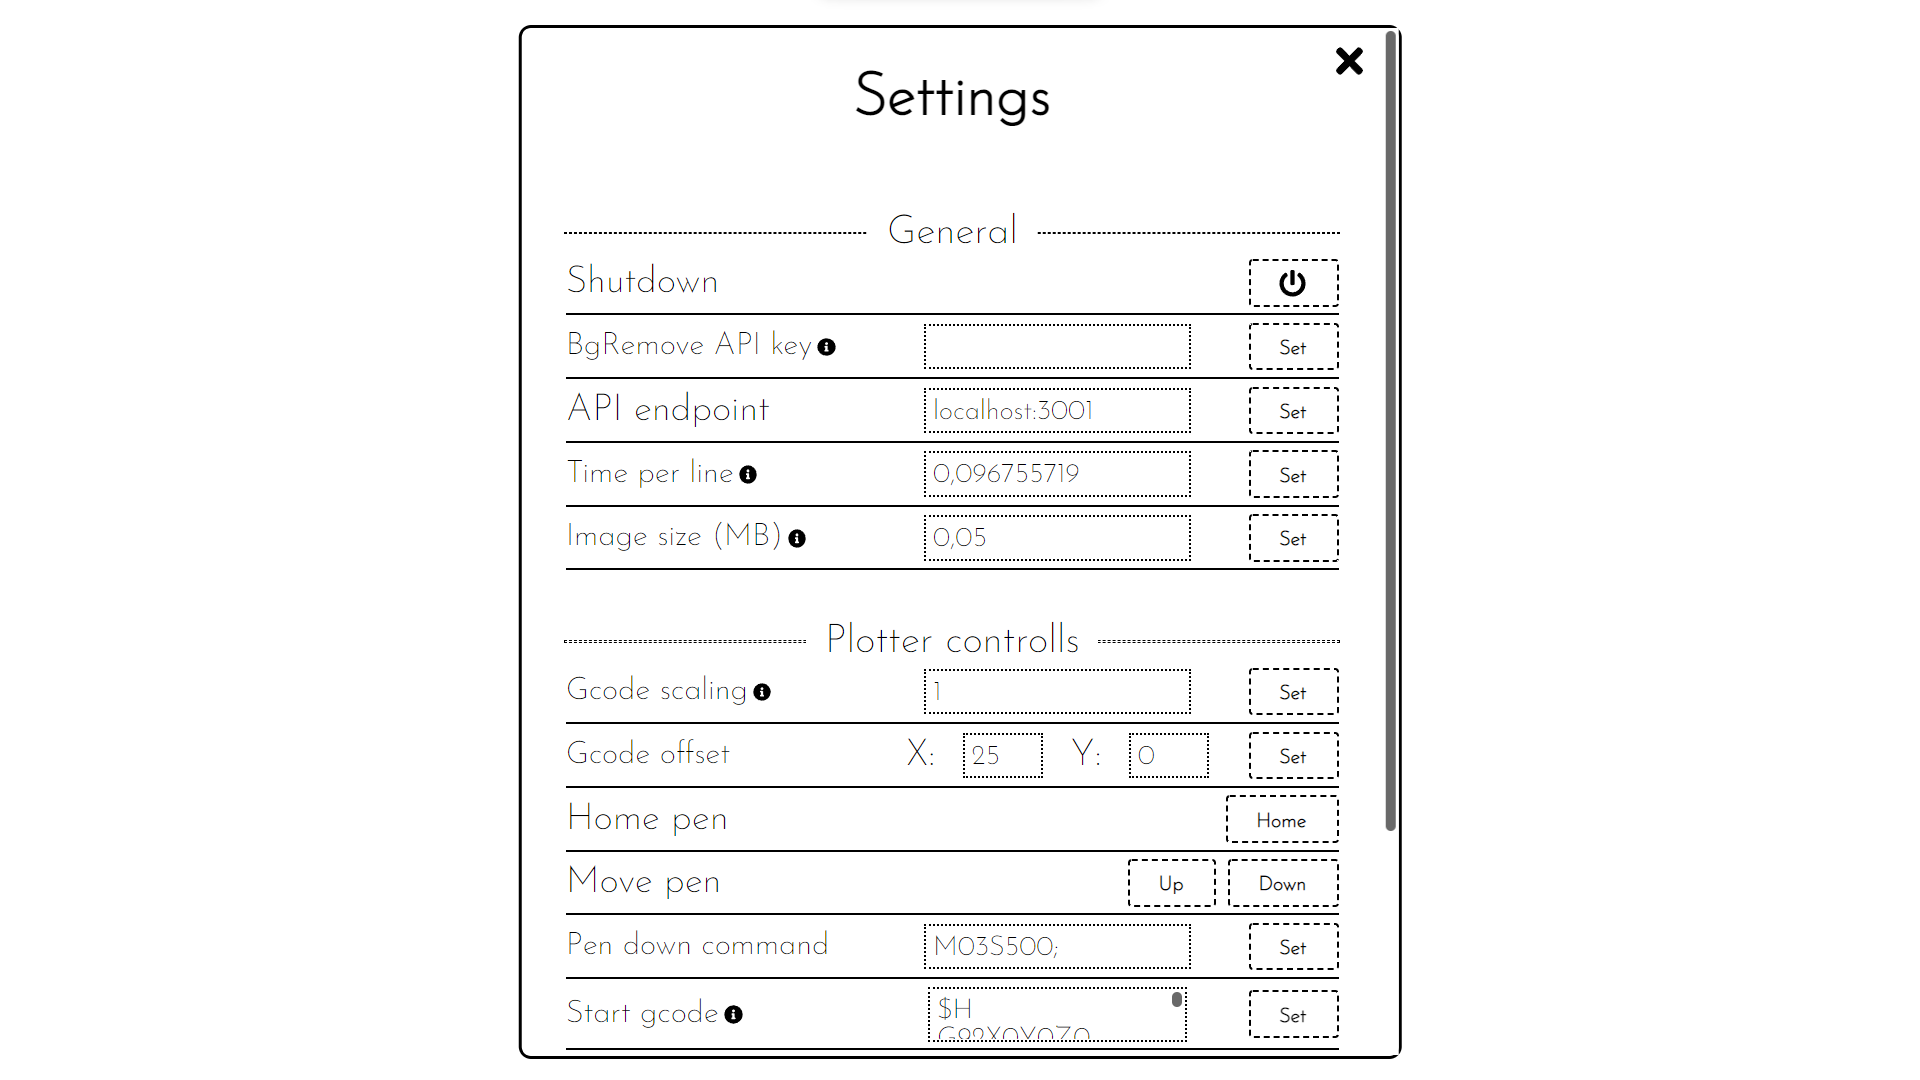 Settings
General
Shutdown
BgRemove API key Set
API endpoint localhost:3001 Set
Time per line 0,096755719 Set
Image size (MB) 0,05 Set
Plotter controlls
Gcode scaling 1 Set
Gcode offset X: 25 Y: 0 Set
Home pen Home
Move pen Up Down
Pen down command M03S500; Set
Start gcode $H Set